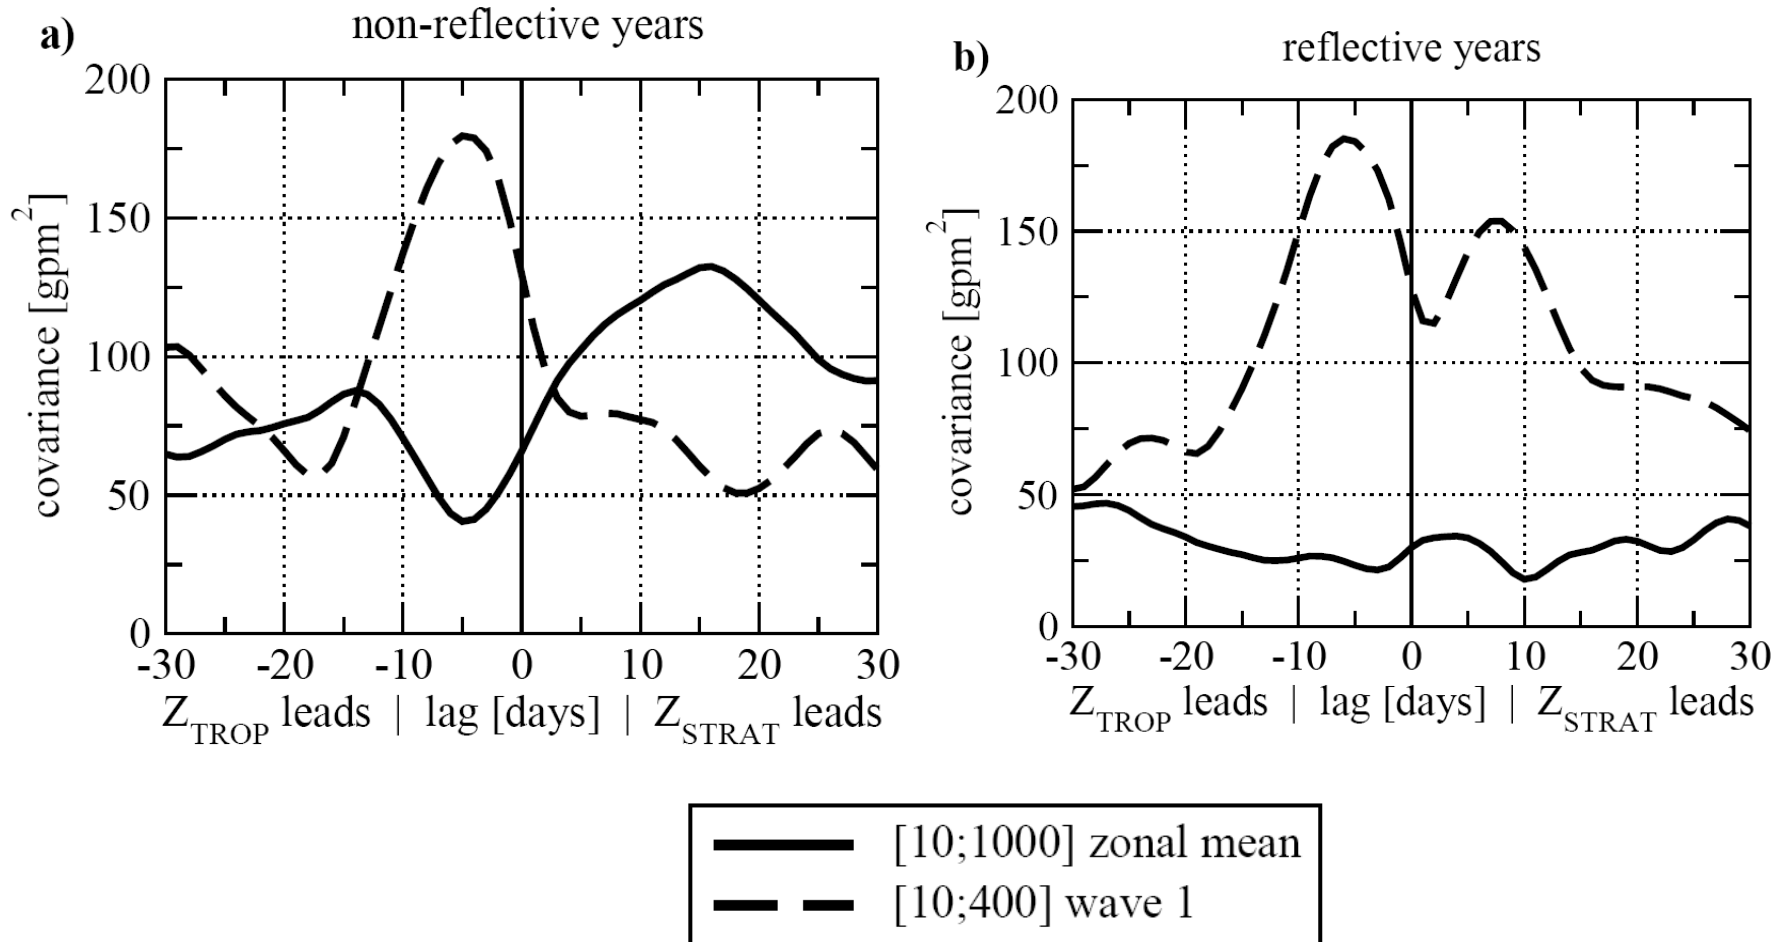 a)
non-reflective years
covariance [gpm²]
200
150
100
50
0
-30 -20 -10 0 10 20 30
Z_TROP leads | lag [days] | Z_STRAT leads
b)
reflective years
covariance [gpm²]
200
150
100
50
0
-30 -20 -10 0 10 20 30
Z_TROP leads | lag [days] | Z_STRAT leads
[10;1000] zonal mean
[10;400] wave 1